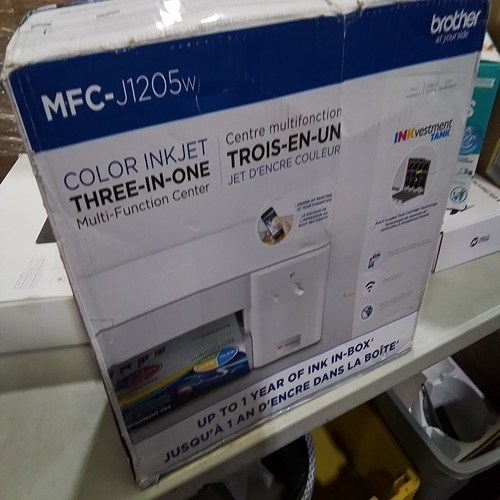 brother
at your side
MFC-J1205W
INKvestment
TANK
COLOR INKJET
THREE-IN-ONE
Multi-Function Center
Centre multifonction
TROIS-EN-UN
JET D'ENCRE COULEUR
UP TO 1 YEAR OF INK IN-BOX
JUSQU'À 1 AN D'ENCRE DANS LA BOÎTE